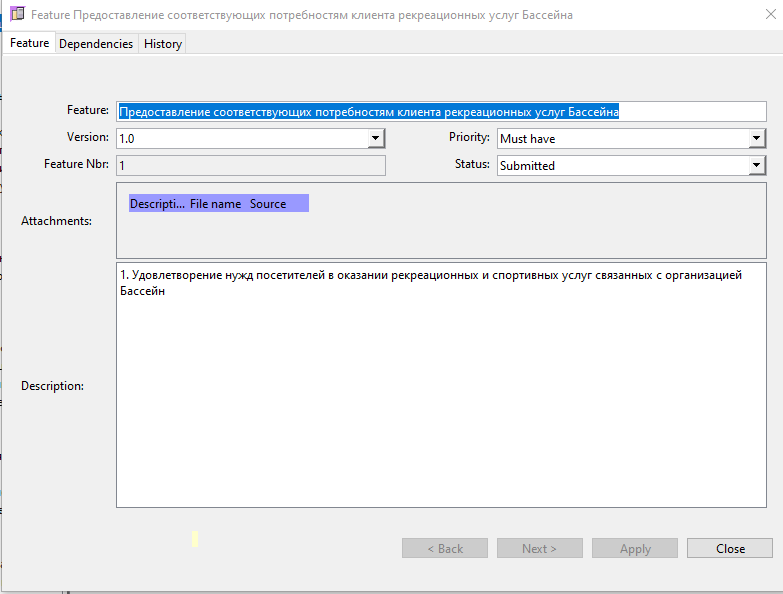 Feature Предоставление соответствующих потребностям клиента рекреационных услуг Бассейна
Feature Dependencies History
Feature: Предоставление соответствующих потребностям клиента рекреационных услуг Бассейна
Version: 1.0 Priority: Must have
Feature Nbr: 1 Status: Submitted
Attachments: Descripti... File name Source
1. Удовлетворение нужд посетителей в оказании рекреационных и спортивных услуг связанных с организацией
Бассейн
Description:
< Back Next > Apply Close